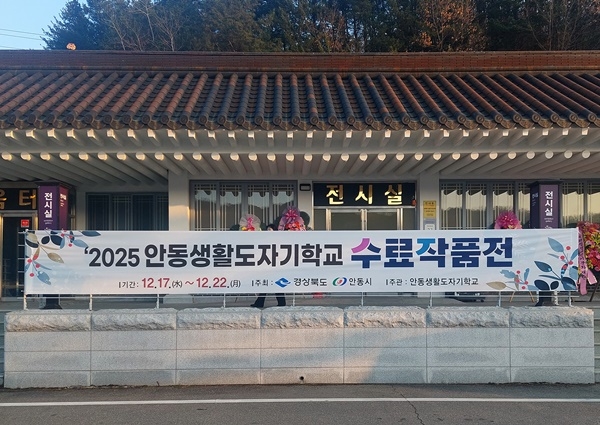 전시실
전시실
전시실
'2025 안동생활도자기학교 수료작품전
기간 : 12.17.(水) ~ 12.22.(月) 주최 : 경상북도 안동시 주관 : 안동생활도자기학교